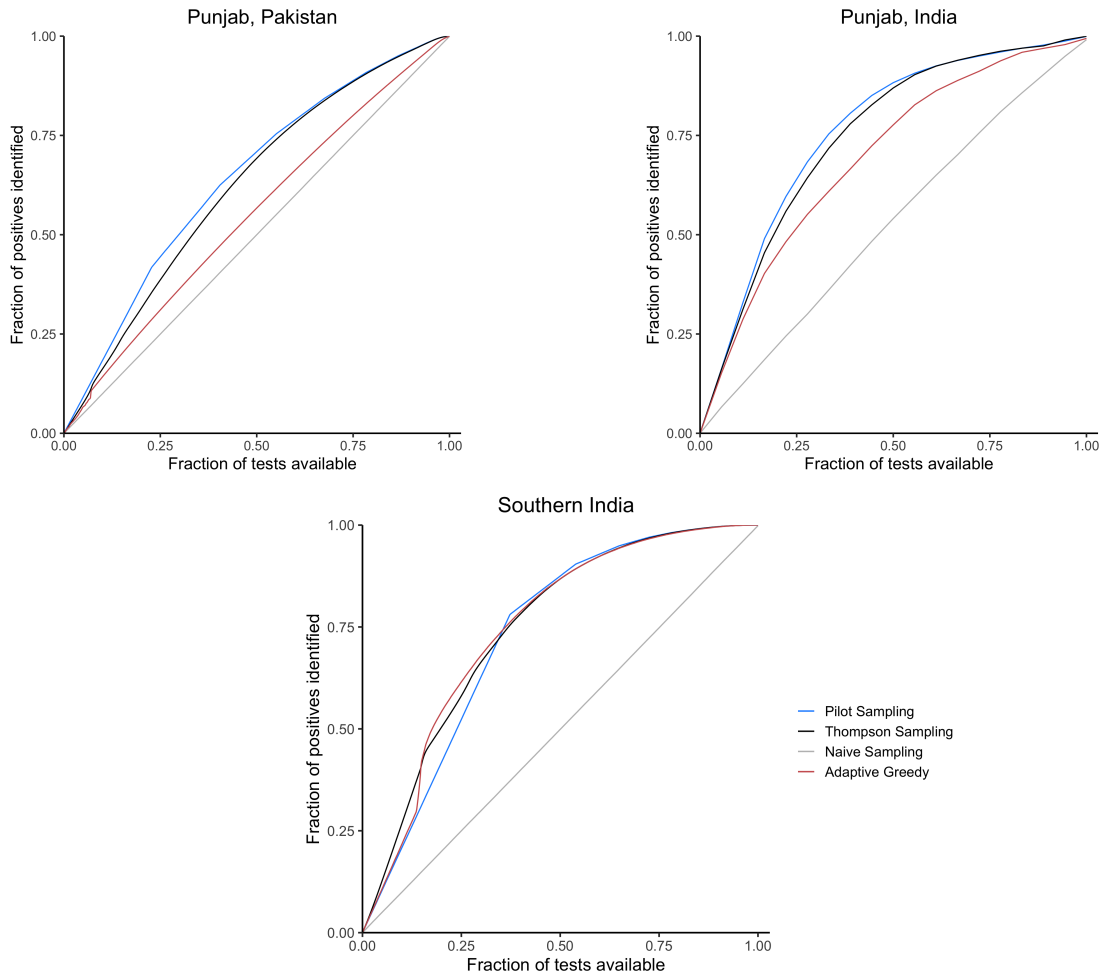 Punjab, Pakistan
Fraction of positives identified
1.00
0.75
0.50
0.25
0.00
0.00 0.25 0.50 0.75 1.00
Fraction of tests available
Punjab, India
Fraction of positives identified
1.00
0.75
0.50
0.25
0.00
0.00 0.25 0.50 0.75 1.00
Fraction of tests available
Southern India
Fraction of positives identified
1.00
0.75
0.50
0.25
0.00
0.00 0.25 0.50 0.75 1.00
Fraction of tests available
Pilot Sampling
Thompson Sampling
Naive Sampling
Adaptive Greedy